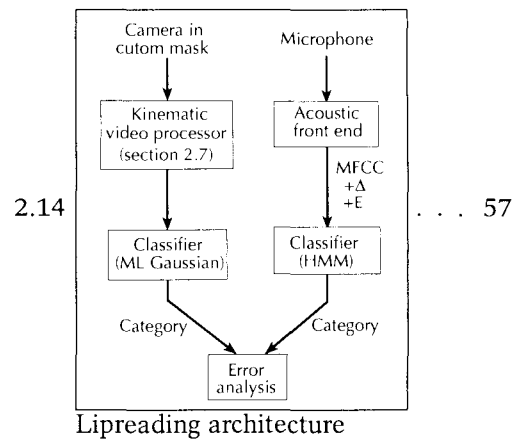 Camera in
cutom mask
Microphone
Kinematic
video processor
(section 2.7)
Acoustic
front end
MFCC
+Δ
+E
2.14
. . . 57
Classifier
(ML Gaussian)
Classifier
(HMM)
Category
Category
Error
analysis
Lipreading architecture